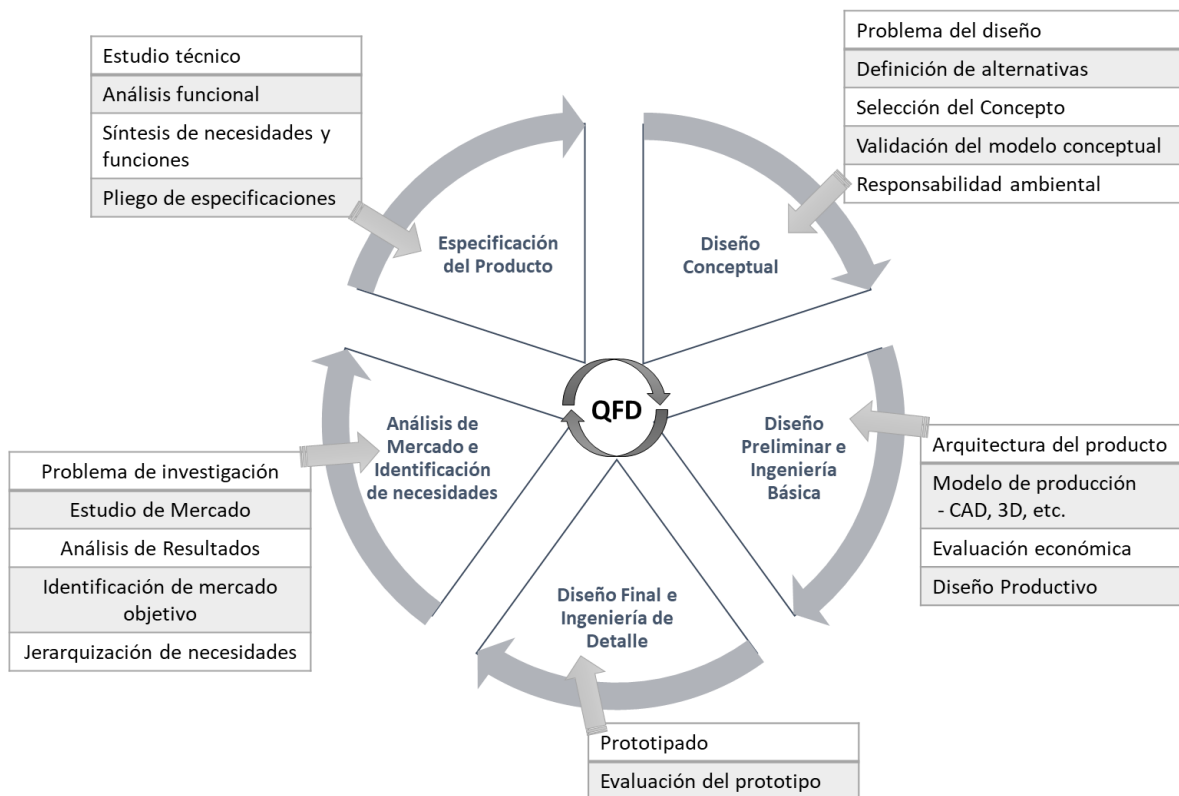 Estudio técnico
Análisis funcional
Síntesis de necesidades y
funciones
Pliego de especificaciones
Problema del diseño
Definición de alternativas
Selección del Concepto
Validación del modelo conceptual
Responsabilidad ambiental
Especificación
del Producto
Diseño
Conceptual
QFD
Análisis de
Mercado e
Identificación
de necesidades
Diseño
Preliminar e
Ingeniería
Básica
Problema de investigación
Estudio de Mercado
Análisis de Resultados
Identificación de mercado
objetivo
Jerarquización de necesidades
Arquitectura del producto
Modelo de producción
- CAD, 3D, etc.
Evaluación económica
Diseño Productivo
Diseño Final e
Ingeniería de
Detalle
Prototipado
Evaluación del prototipo